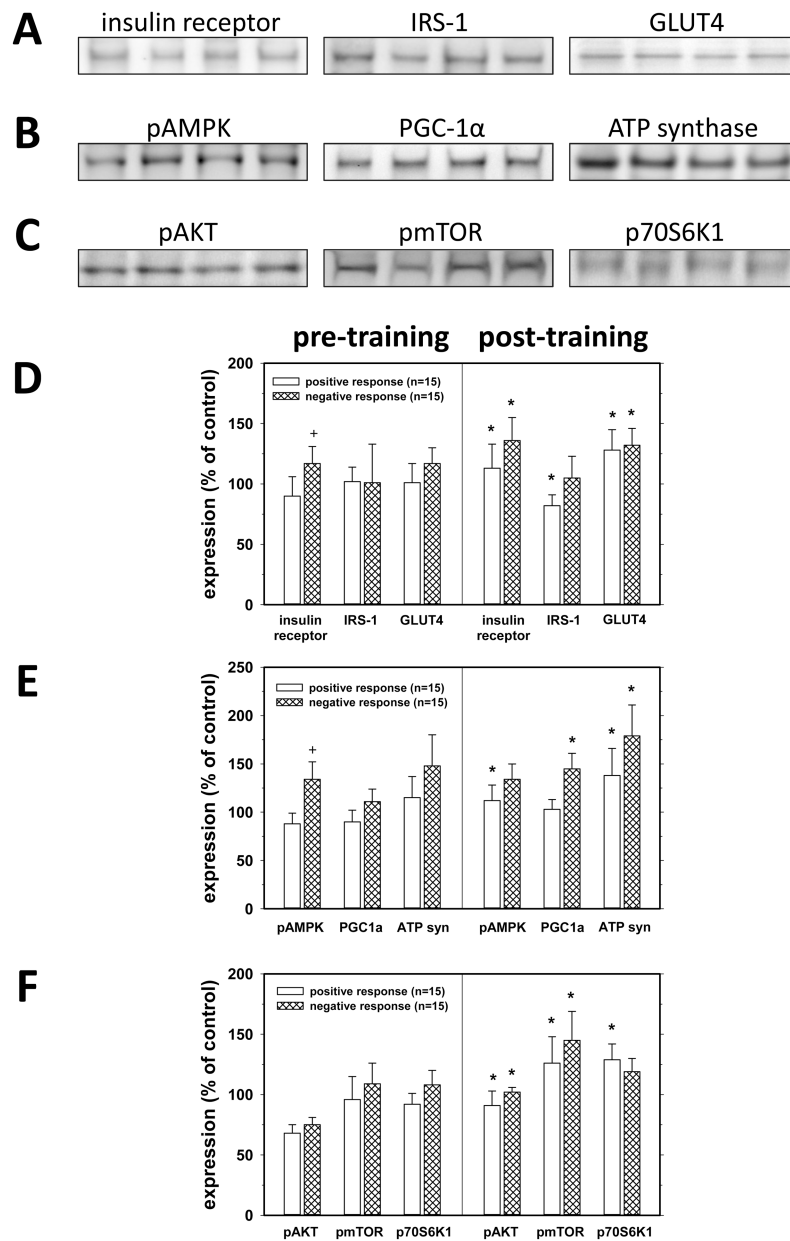 A
insulin receptor IRS-1 GLUT4
B
pAMPK PGC-1α ATP synthase
C
pAKT pmTOR p70S6K1
pre-training post-training
D
200
150
100
50
0
expression (% of control)
positive response (n=15)
negative response (n=15)
+
* * * * *
insulin receptor IRS-1 GLUT4 insulin receptor IRS-1 GLUT4
E
250
200
150
100
50
0
expression (% of control)
positive response (n=15)
negative response (n=15)
+
* * * *
pAMPK PGC1a ATP syn pAMPK PGC1a ATP syn
F
200
150
100
50
0
expression (% of control)
positive response (n=15)
negative response (n=15)
* * * * *
pAKT pmTOR p70S6K1 pAKT pmTOR p70S6K1